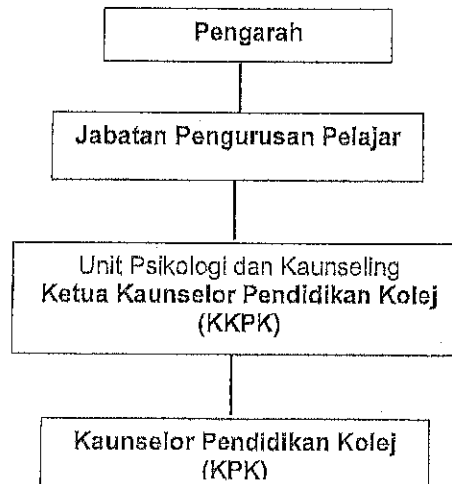 Pengarah
Jabatan Pengurusan Pelajar
Unit Psikologi dan Kaunseling
Ketua Kaunselor Pendidikan Kolej
(KKPK)
Kaunselor Pendidikan Kolej
(KPK)